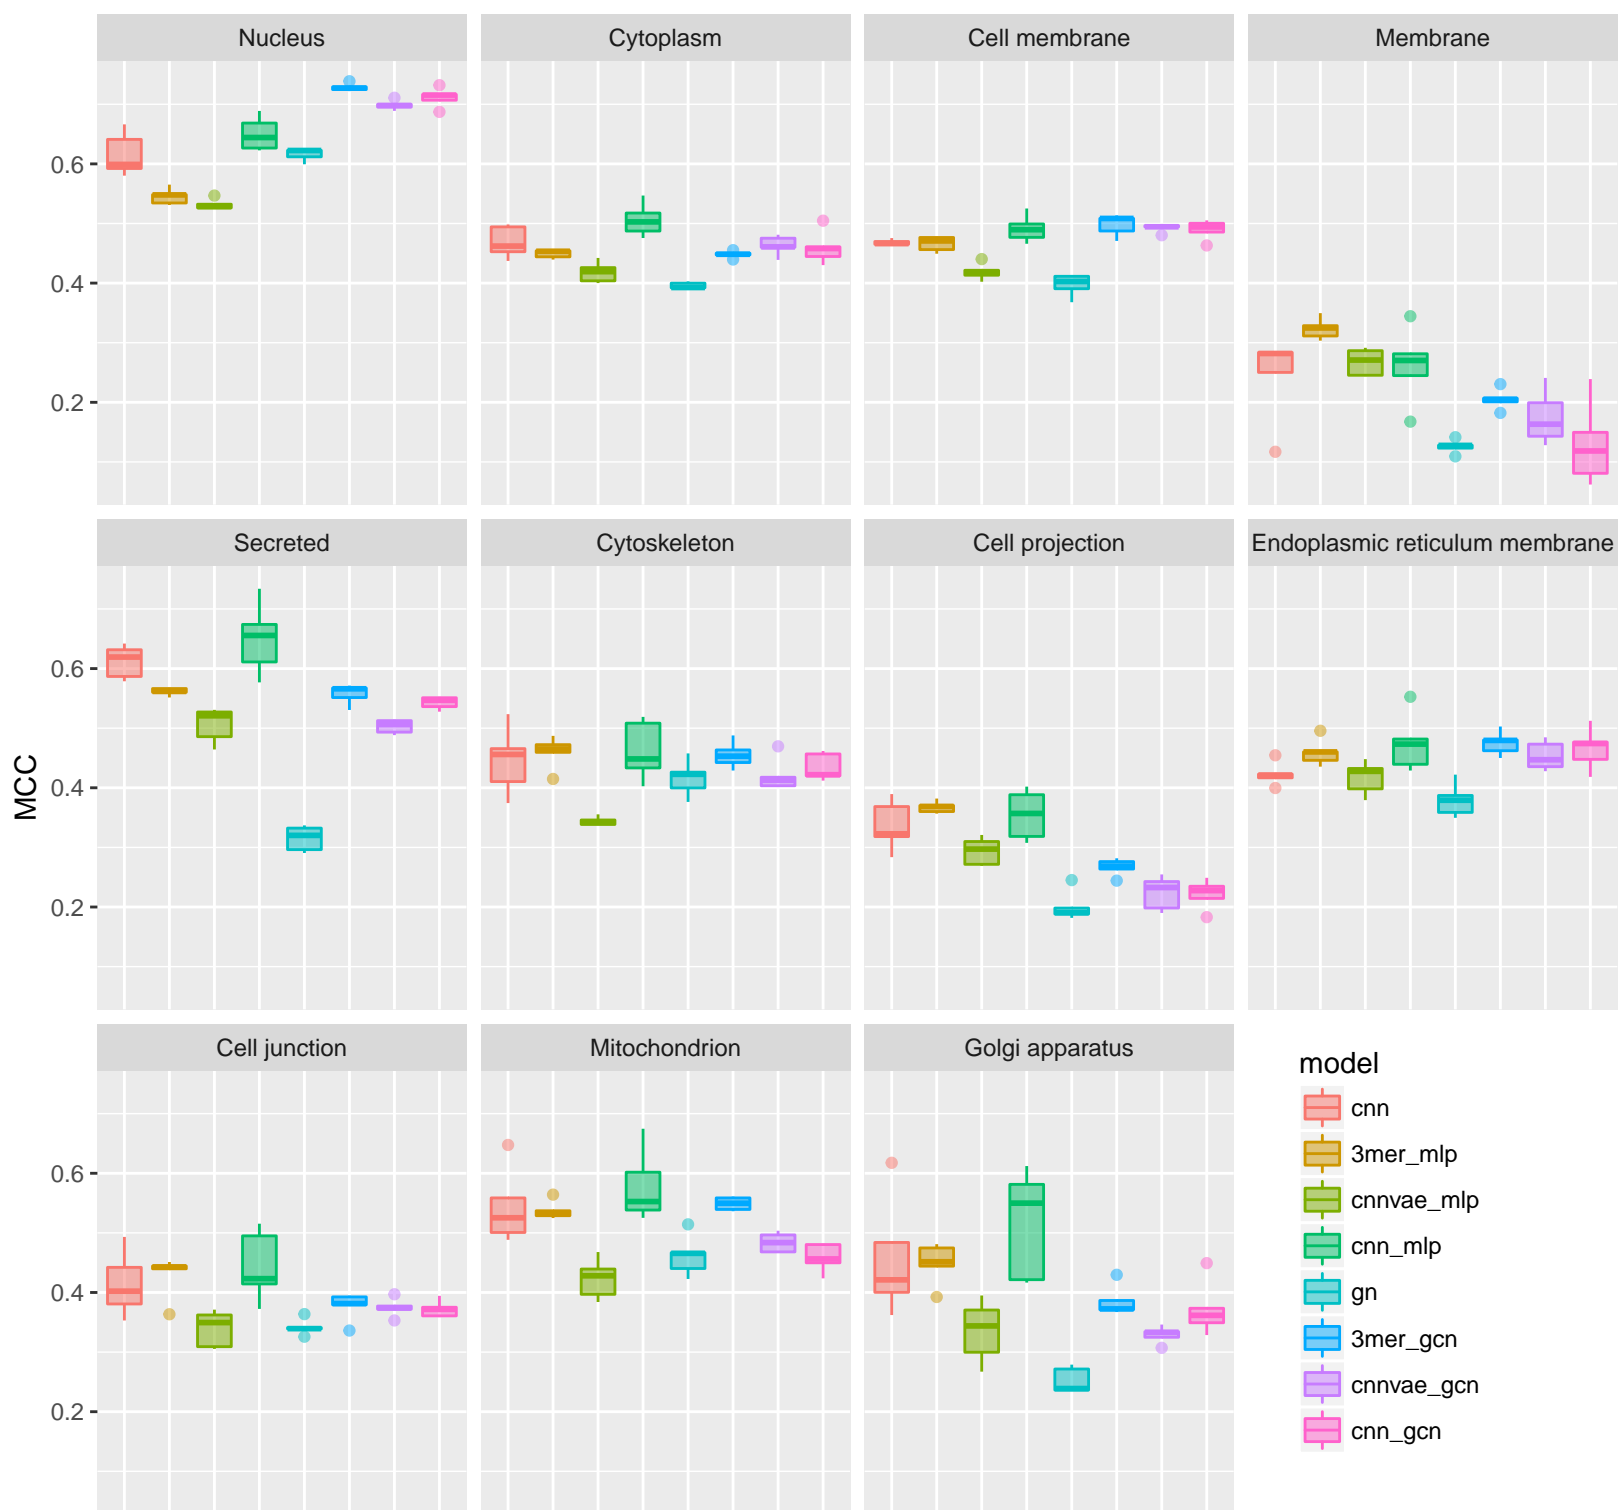 Nucleus
Cytoplasm
Cell membrane
Membrane
0.6
0.4
0.2
Secreted
Cytoskeleton
Cell projection
Endoplasmic reticulum membrane
0.6
0.4
0.2
MCC
Cell junction
Mitochondrion
Golgi apparatus
0.6
0.4
0.2
model
cnn
3mer_mlp
cnnvae_mlp
cnn_mlp
gn
3mer_gcn
cnnvae_gcn
cnn_gcn